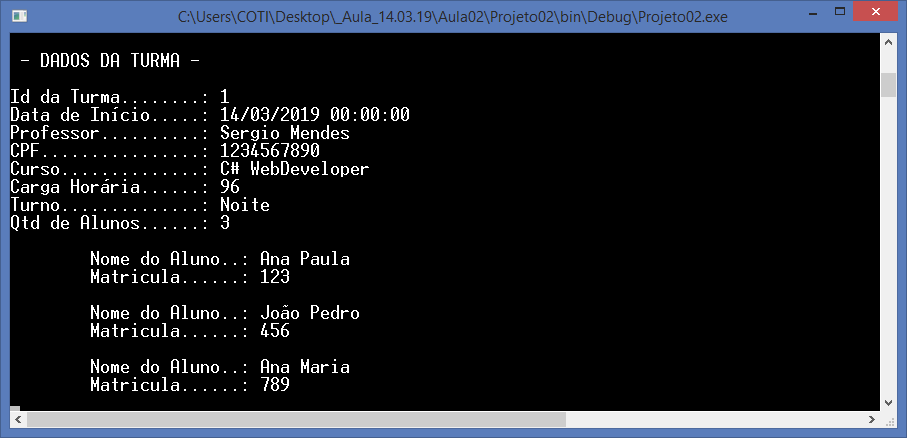 C:\Users\COTI\Desktop\_Aula_14.03.19\Aula02\Projeto02\bin\Debug\Projeto02.exe
- DADOS DA TURMA -
Id da Turma........: 1
Data de Início.....: 14/03/2019 00:00:00
Professor..........: Sergio Mendes
CPF................: 1234567890
Curso..............: C# WebDeveloper
Carga Horária......: 96
Turno..............: Noite
Qtd de Alunos......: 3
Nome do Aluno..: Ana Paula
Matricula......: 123
Nome do Aluno..: João Pedro
Matricula......: 456
Nome do Aluno..: Ana Maria
Matricula......: 789